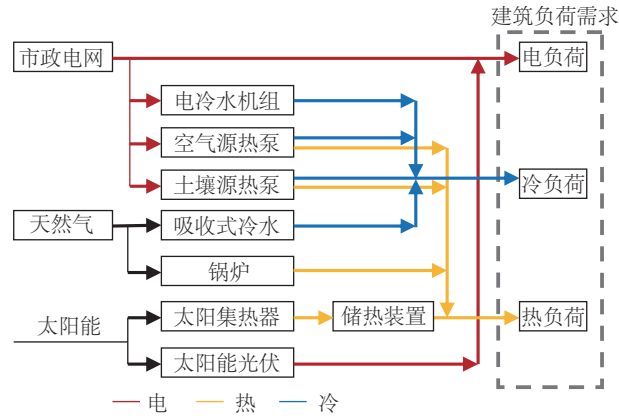 建筑负荷需求
市政电网
电负荷
电冷水机组
空气源热泵
土壤源热泵
冷负荷
天然气
吸收式冷水
锅炉
太阳能
太阳集热器
储热装置
热负荷
太阳能光伏
电
热
冷